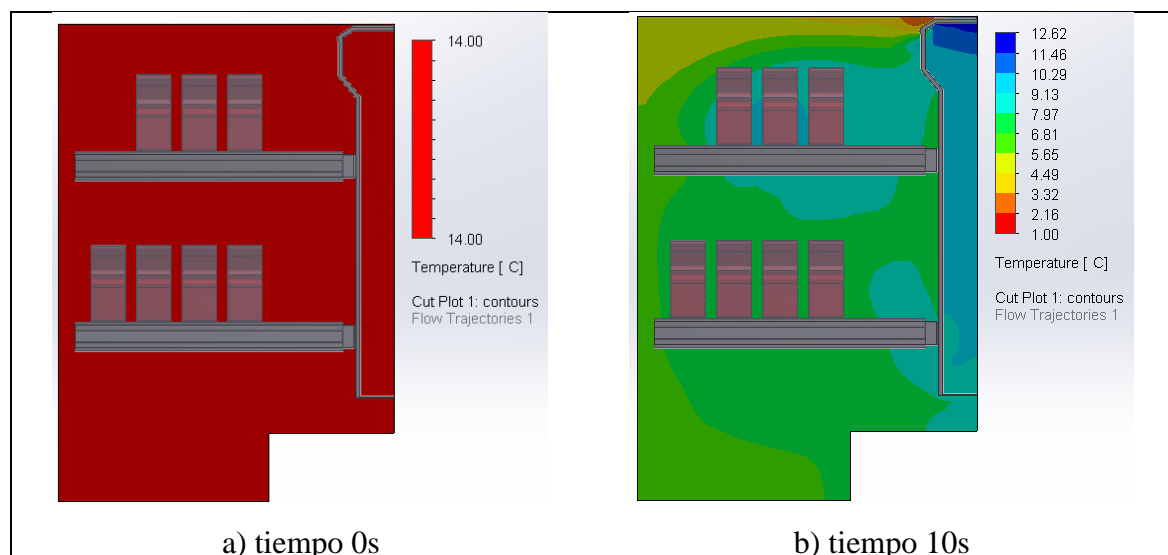 14.00
14.00
Temperature [ C]
Cut Plot 1: contours
Flow Trajectories 1
a) tiempo 0s
12.62
11.46
10.29
9.13
7.97
6.81
5.65
4.49
3.32
2.16
1.00
Temperature [ C]
Cut Plot 1: contours
Flow Trajectories 1
b) tiempo 10s